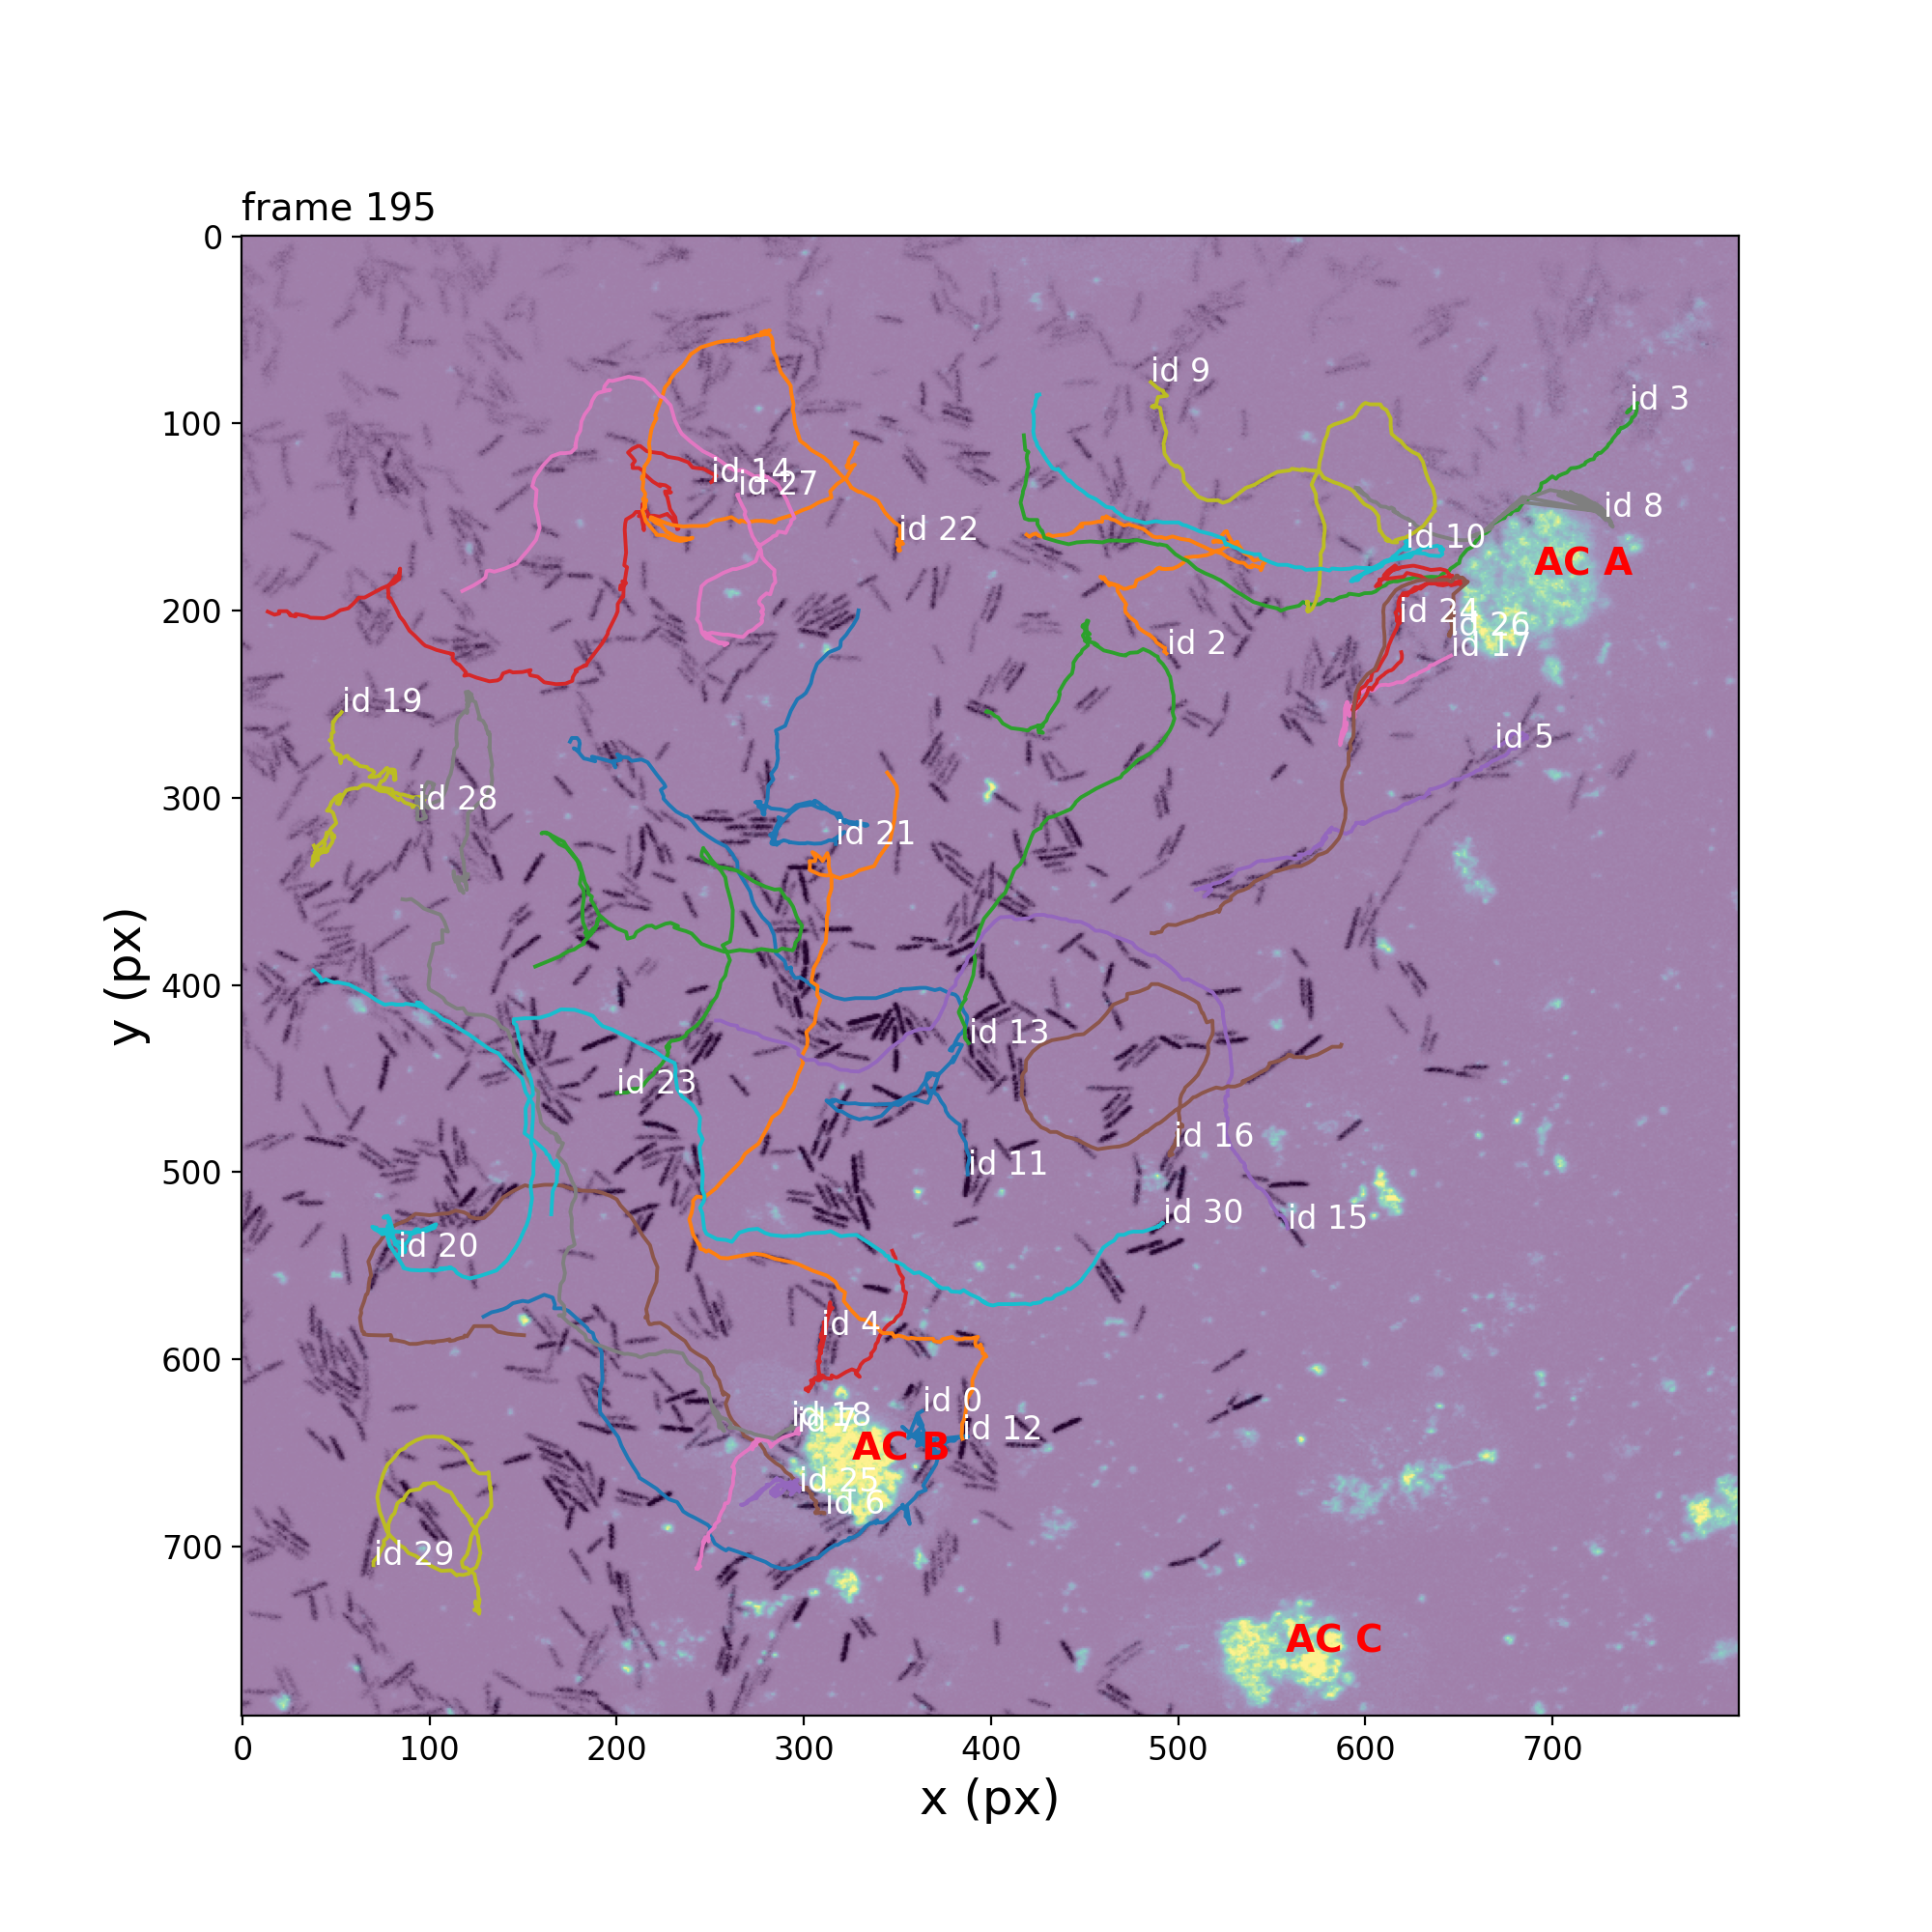 frame 195
0
100
200
300
400
500
600
700
y (px)
id 9
id 3
id 14
id 27
id 8
id 22
id 10
AC A
id 24
id 26
id 17
id 2
id 19
id 5
id 28
id 21
id 13
id 23
id 16
id 11
id 30
id 15
id 20
id 4
id 0
id 18
id 7
id 12
AC B
id 25
id 6
id 29
AC C
0
100
200
300
400
500
600
700
x (px)